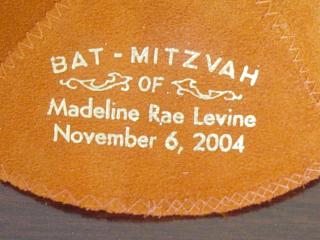 BAT-MITZVAH
OF
Madeline Rae Levine
November 6, 2004